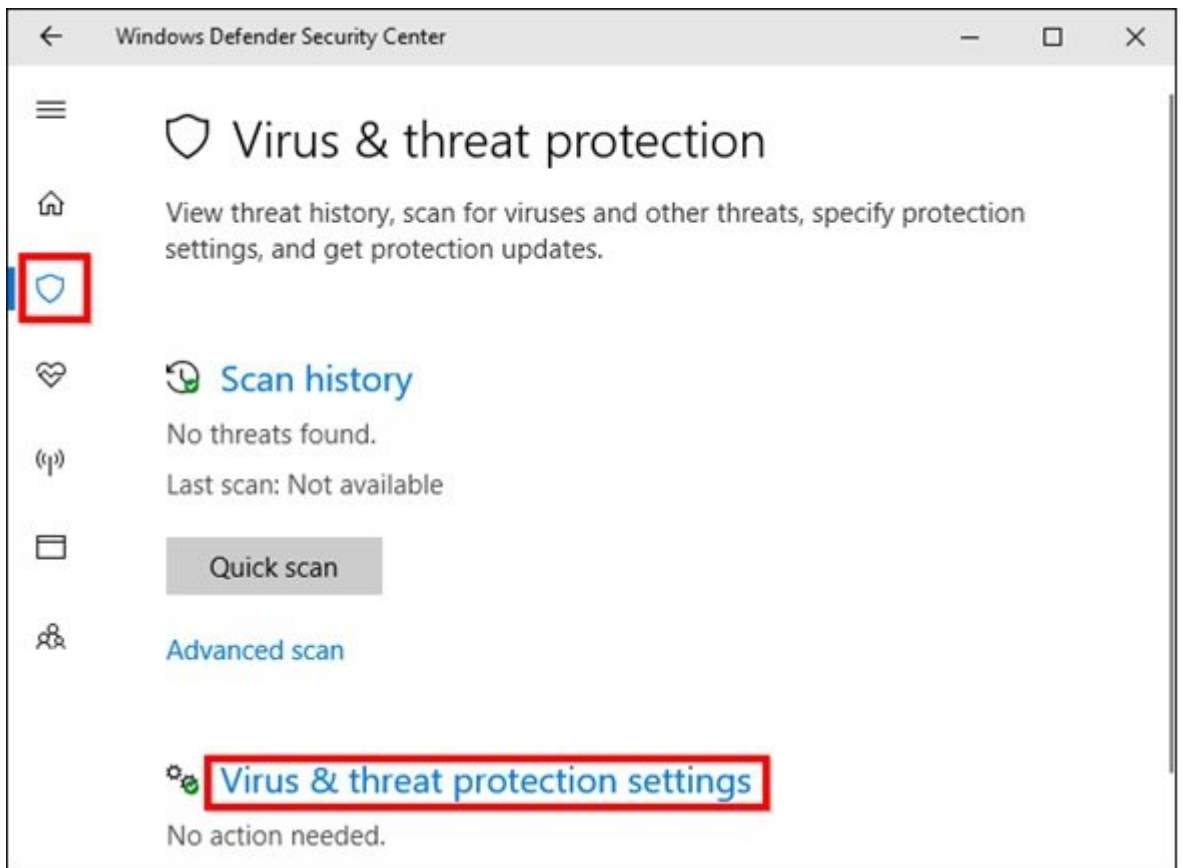 Windows Defender Security Center
Virus & threat protection
View threat history, scan for viruses and other threats, specify protection
settings, and get protection updates.
Scan history
No threats found.
Last scan: Not available
Quick scan
Advanced scan
Virus & threat protection settings
No action needed.